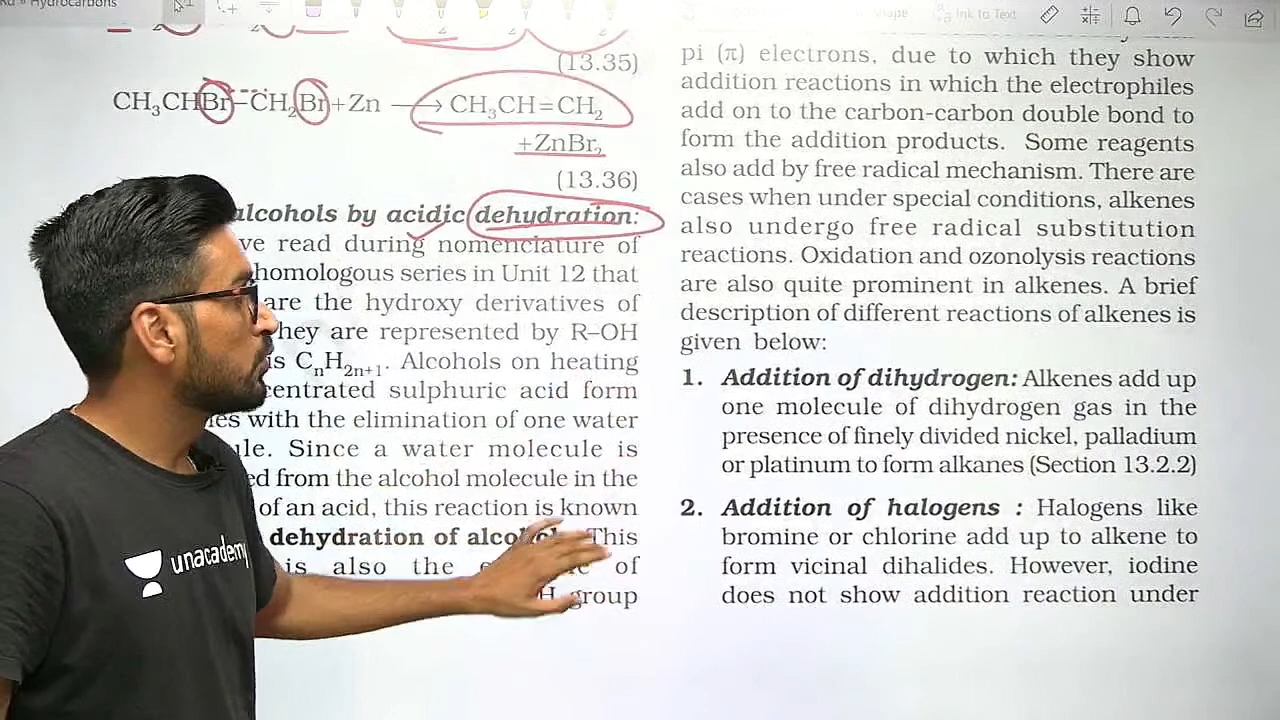 Hydrocarbons
Shape
Ink to Text
(13.35)
CH₃CHBr–CH₂Br+Zn ⟶ CH₃CH=CH₂
+ZnBr₂
(13.36)
alcohols by acidic dehydration:
ve read during nomenclature of
homologous series in Unit 12 that
are the hydroxy derivatives of
They are represented by R–OH
is CₙH₂ₙ₊₁. Alcohols on heating
centrated sulphuric acid form
es with the elimination of one water
ule. Since a water molecule is
ed from the alcohol molecule in the
of an acid, this reaction is known
dehydration of alcohols. This
is also the of
group
pi (π) electrons, due to which they show
addition reactions in which the electrophiles
add on to the carbon-carbon double bond to
form the addition products. Some reagents
also add by free radical mechanism. There are
cases when under special conditions, alkenes
also undergo free radical substitution
reactions. Oxidation and ozonolysis reactions
are also quite prominent in alkenes. A brief
description of different reactions of alkenes is
given below:
1. Addition of dihydrogen: Alkenes add up
one molecule of dihydrogen gas in the
presence of finely divided nickel, palladium
or platinum to form alkanes (Section 13.2.2)
2. Addition of halogens : Halogens like
bromine or chlorine add up to alkene to
form vicinal dihalides. However, iodine
does not show addition reaction under
unacademy